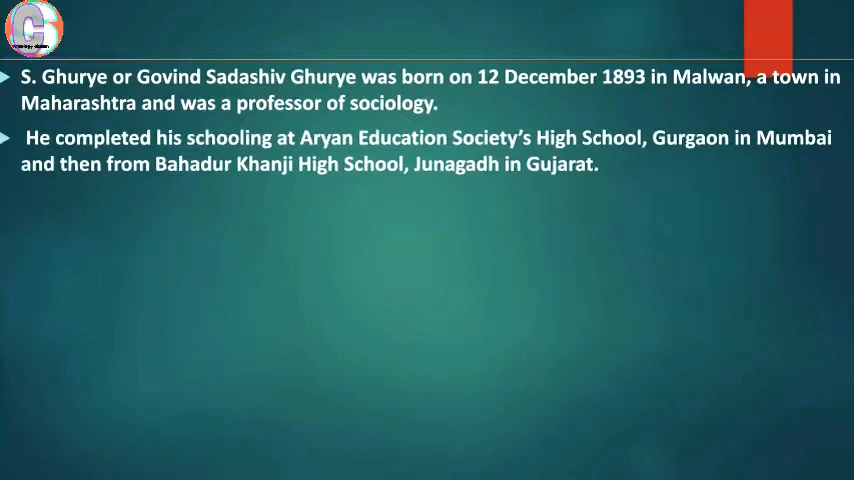 S. Ghurye or Govind Sadashiv Ghurye was born on 12 December 1893 in Malwan, a town in
Maharashtra and was a professor of sociology.
He completed his schooling at Aryan Education Society's High School, Gurgaon in Mumbai
and then from Bahadur Khanji High School, Junagadh in Gujarat.